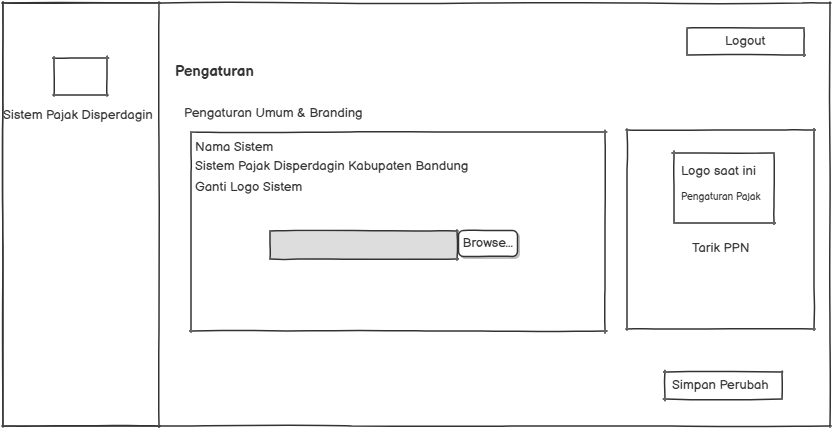 Logout
Sistem Pajak Disperdagin
Pengaturan
Pengaturan Umum & Branding
Nama Sistem
Sistem Pajak Disperdagin Kabupaten Bandung
Ganti Logo Sistem
Browse...
Logo saat ini
Pengaturan Pajak
Tarik PPN
Simpan Perubah